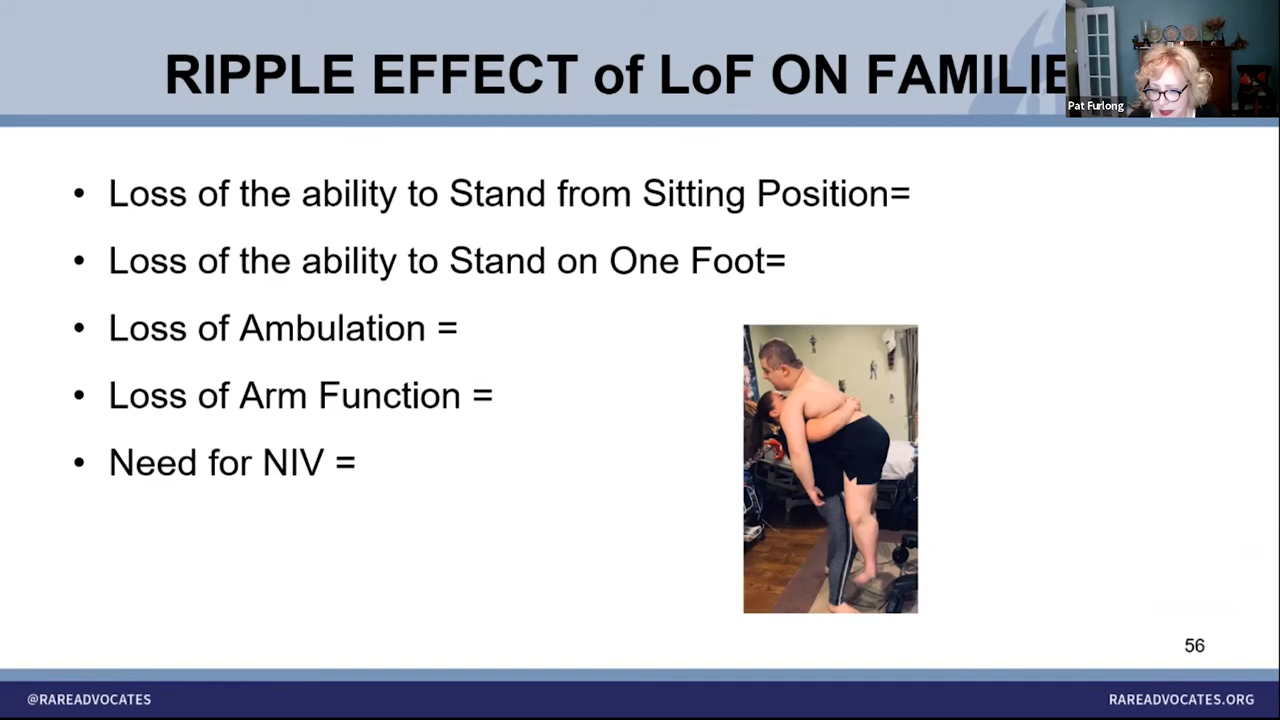 RIPPLE EFFECT of LoF ON FAMILIE
Pat Furlong
• Loss of the ability to Stand from Sitting Position=
• Loss of the ability to Stand on One Foot=
• Loss of Ambulation =
• Loss of Arm Function =
• Need for NIV =
56
@RAREADVOCATES
RAREADVOCATES.ORG